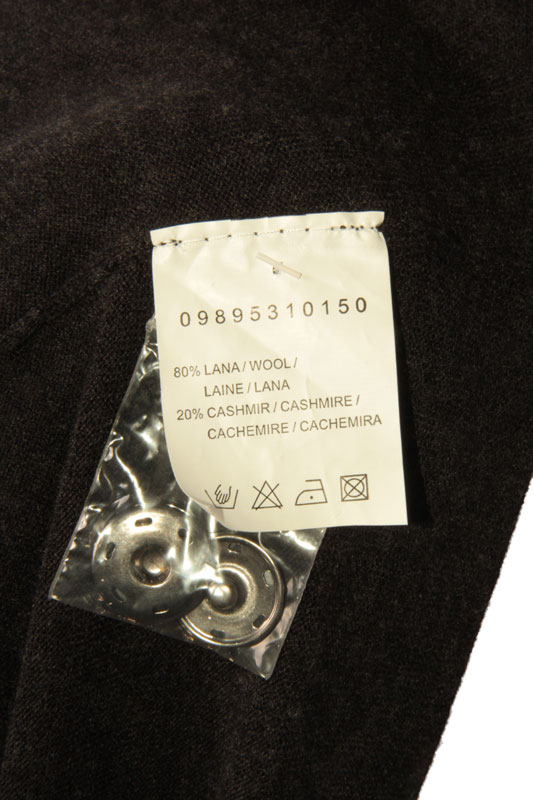 09895310150
80% LANA / WOOL /
LAINE / LANA
20% CASHMIR / CASHMIRE /
CACHEMIRE / CACHEMIRA